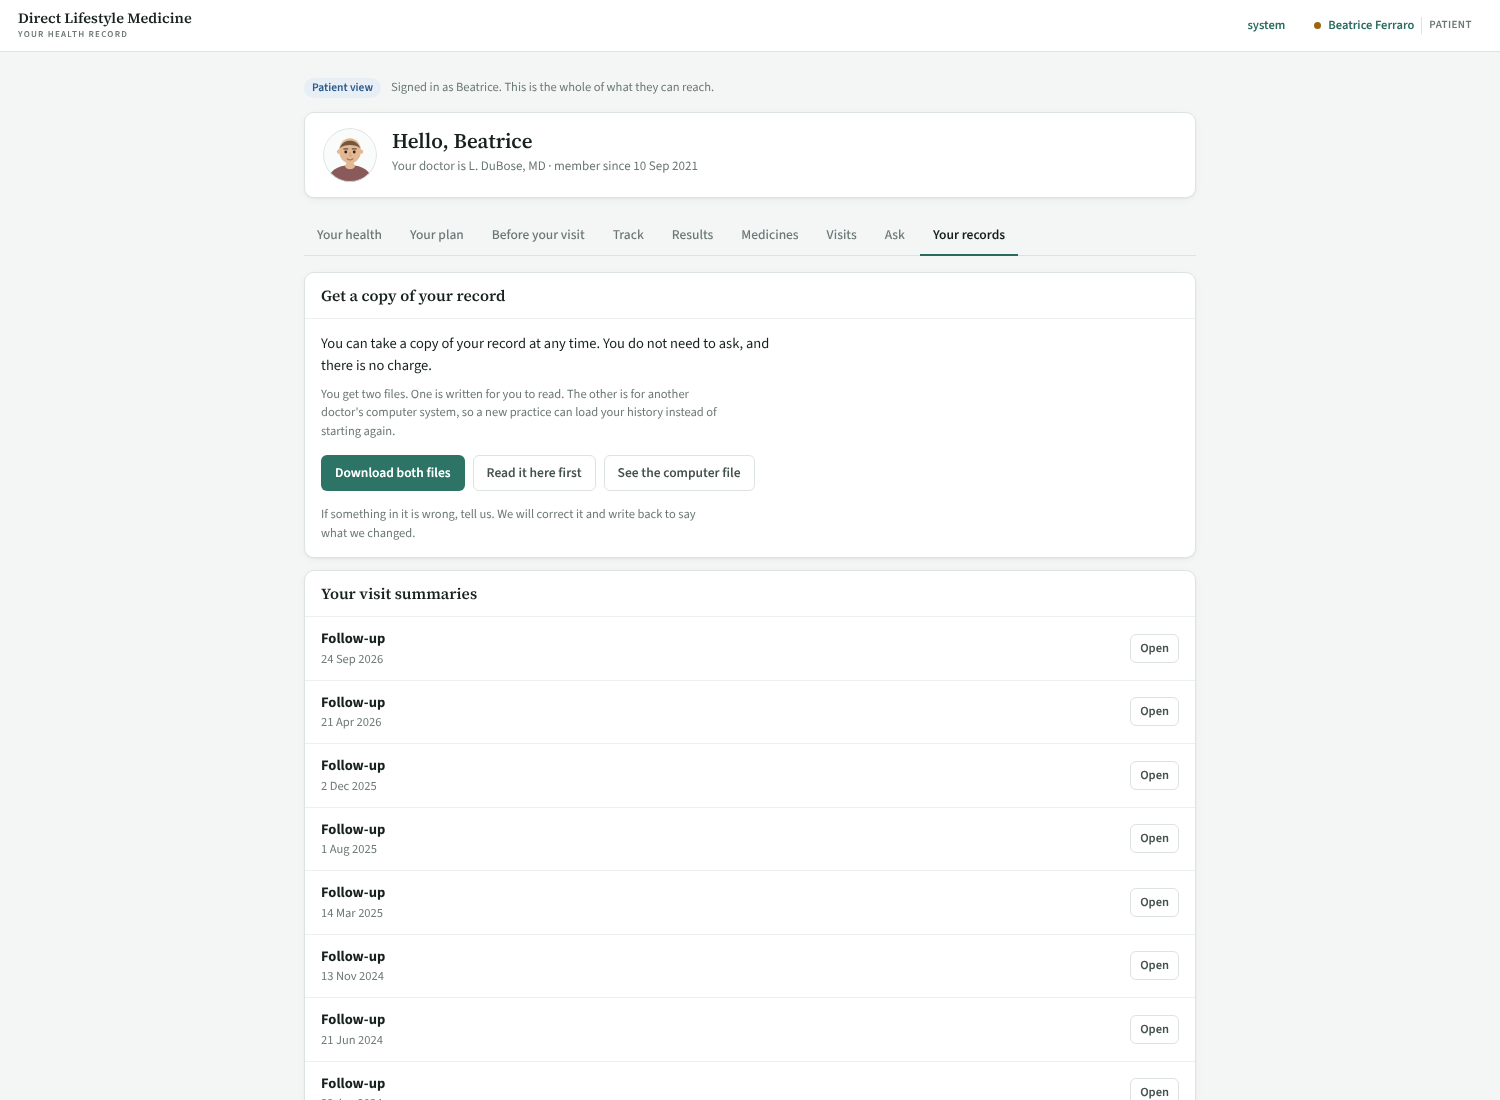 Direct Lifestyle Medicine
YOUR HEALTH RECORD
system
Beatrice Ferraro
PATIENT
Patient view
Signed in as Beatrice. This is the whole of what they can reach.
Hello, Beatrice
Your doctor is L. DuBose, MD · member since 10 Sep 2021
Your health
Your plan
Before your visit
Track
Results
Medicines
Visits
Ask
Your records
Get a copy of your record
You can take a copy of your record at any time. You do not need to ask, and
there is no charge.
You get two files. One is written for you to read. The other is for another
doctor's computer system, so a new practice can load your history instead of
starting again.
Download both files
Read it here first
See the computer file
If something in it is wrong, tell us. We will correct it and write back to say
what we changed.
Your visit summaries
Follow-up
24 Sep 2026
Open
Follow-up
21 Apr 2026
Open
Follow-up
2 Dec 2025
Open
Follow-up
1 Aug 2025
Open
Follow-up
14 Mar 2025
Open
Follow-up
13 Nov 2024
Open
Follow-up
21 Jun 2024
Open
Follow-up
Open